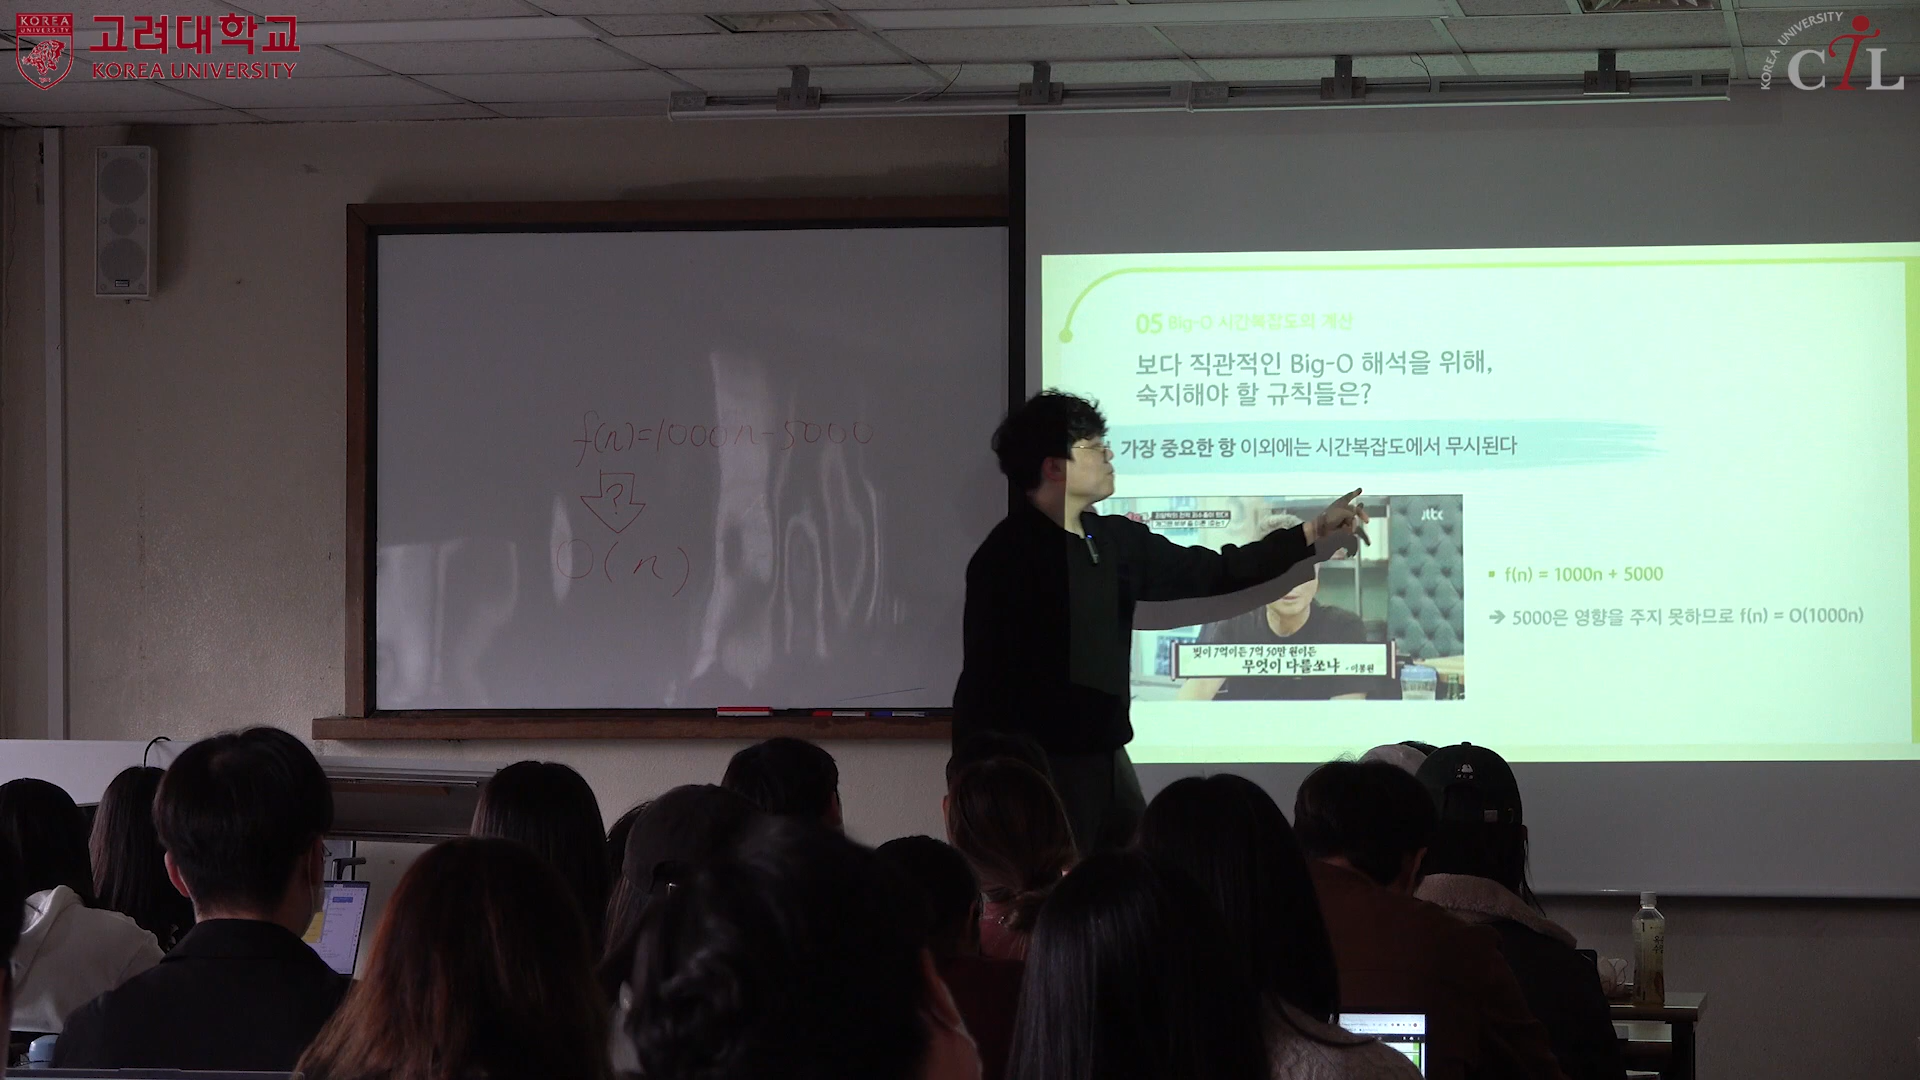 KOREA
UNIVERSITY
고려대학교
KOREA UNIVERSITY
KOREA UNIVERSITY
CTL
f(n)=1000n-5000
?
O(n)
05 Big-O 시간복잡도의 계산
보다 직관적인 Big-O 해석을 위해,
숙지해야 할 규칙들은?
가장 중요한 항 이외에는 시간복잡도에서 무시된다
jtbc
빚이 7억이든 7억 50만 원이든
무엇이 다를쏘냐 - 이봉원
f(n) = 1000n + 5000
➔ 5000은 영향을 주지 못하므로 f(n) = O(1000n)